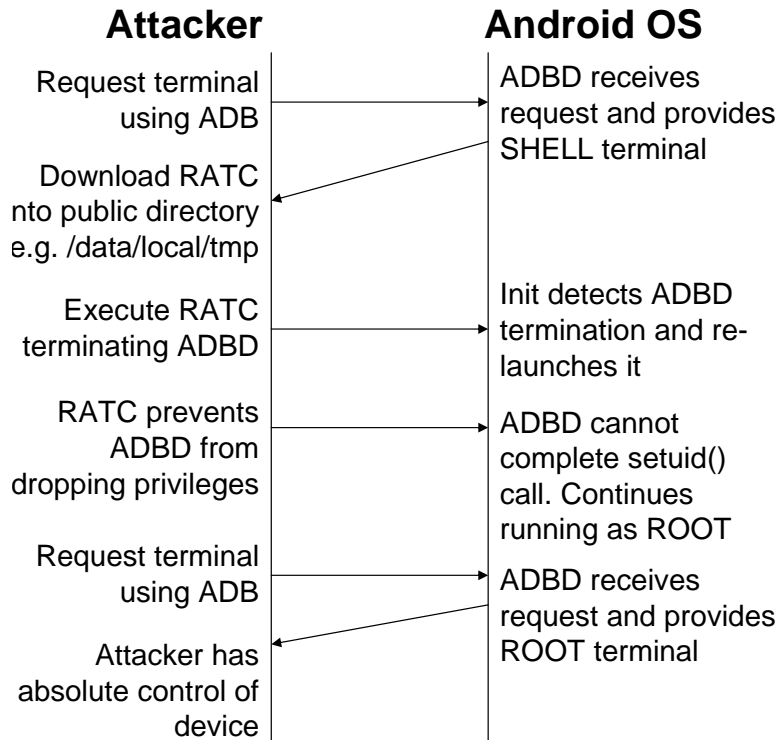 Attacker
Android OS
Request terminal
using ADB
ADBD receives
request and provides
SHELL terminal
Download RATC
nto public directory
e.g. /data/local/tmp
Execute RATC
terminating ADBD
Init detects ADBD
termination and re-
launches it
RATC prevents
ADBD from
dropping privileges
ADBD cannot
complete setuid()
call. Continues
running as ROOT
Request terminal
using ADB
ADBD receives
request and provides
ROOT terminal
Attacker has
absolute control of
device